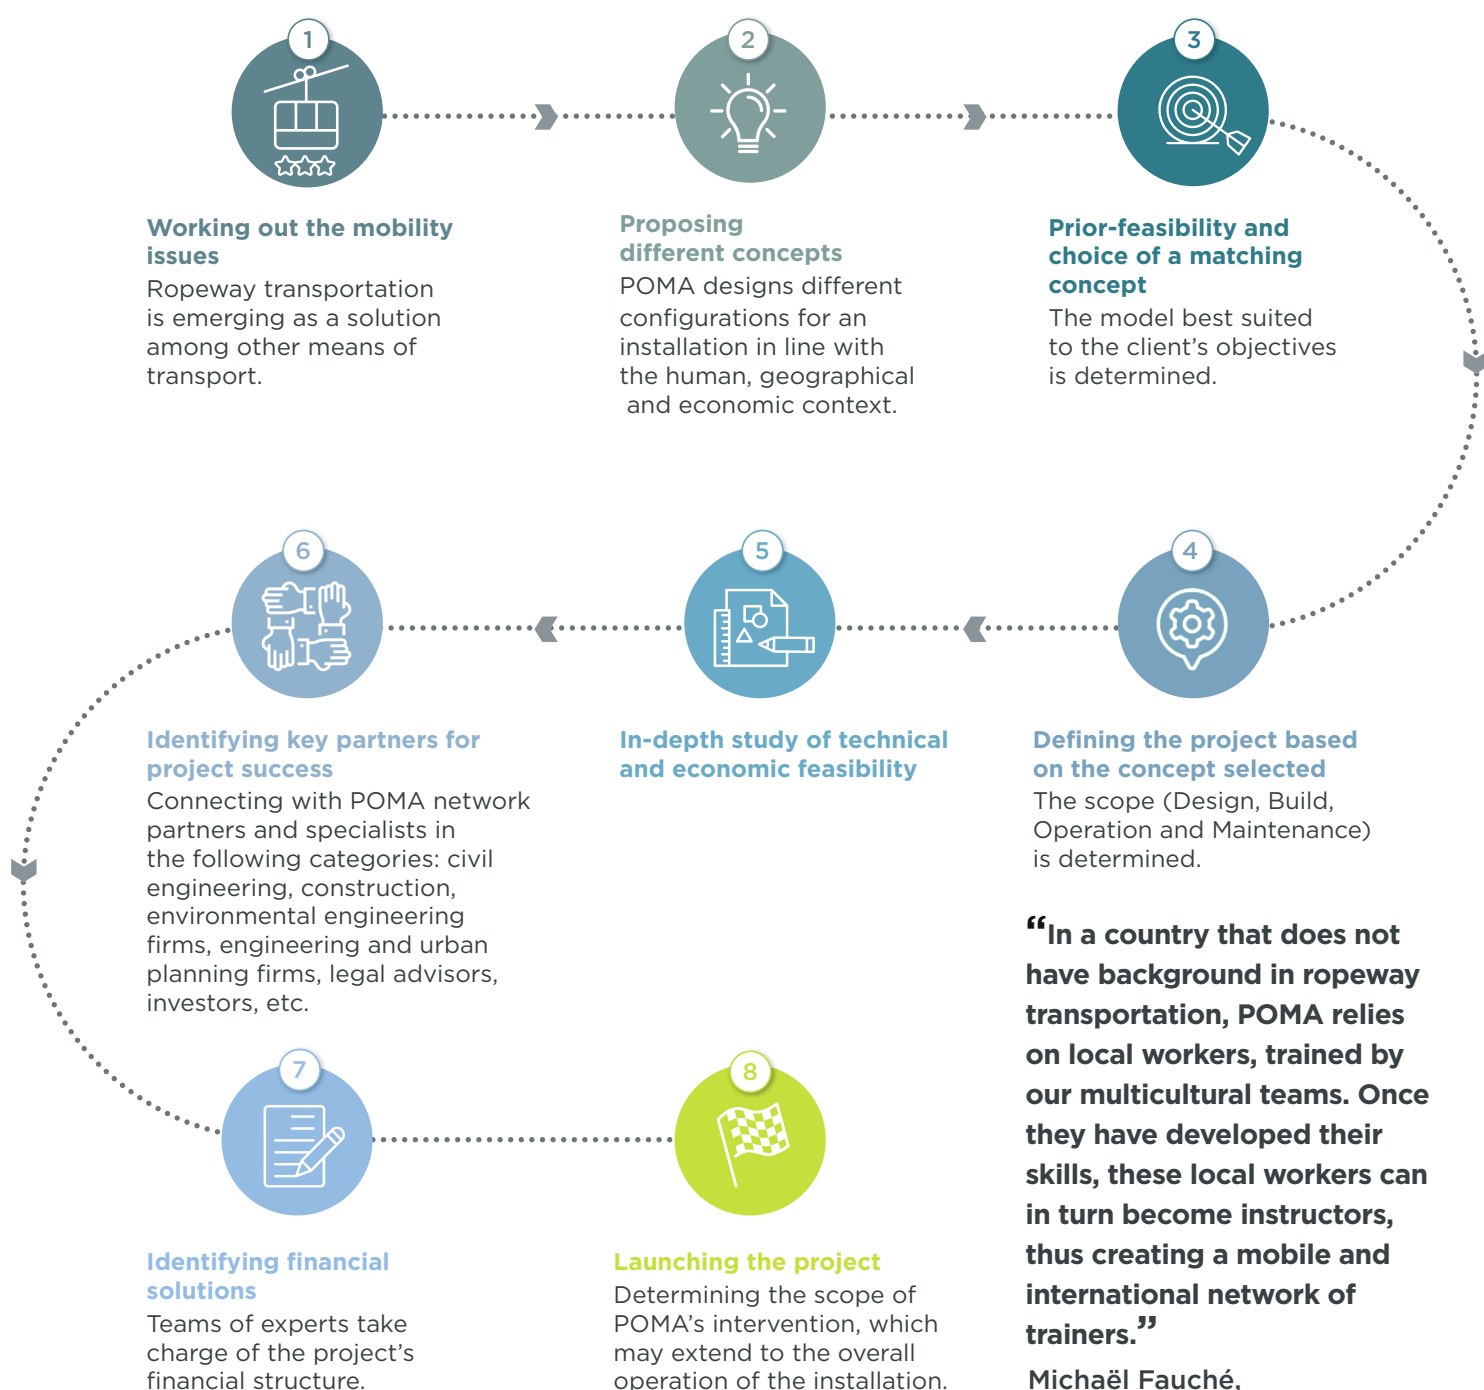 1
Working out the mobility
issues
Ropeway transportation
is emerging as a solution
among other means of
transport.
2
Proposing
different concepts
POMA designs different
configurations for an
installation in line with
the human, geographical
and economic context.
3
Prior-feasibility and
choice of a matching
concept
The model best suited
to the client’s objectives
is determined.
4
Defining the project based
on the concept selected
The scope (Design, Build,
Operation and Maintenance)
is determined.
5
In-depth study of technical
and economic feasibility
6
Identifying key partners for
project success
Connecting with POMA network
partners and specialists in
the following categories: civil
engineering, construction,
environmental engineering
firms, engineering and urban
planning firms, legal advisors,
investors, etc.
7
Identifying financial
solutions
Teams of experts take
charge of the project’s
financial structure.
8
Launching the project
Determining the scope of
POMA’s intervention, which
may extend to the overall
operation of the installation.
“In a country that does not
have background in ropeway
transportation, POMA relies
on local workers, trained by
our multicultural teams. Once
they have developed their
skills, these local workers can
in turn become instructors,
thus creating a mobile and
international network of
trainers.”
Michaël Fauché,